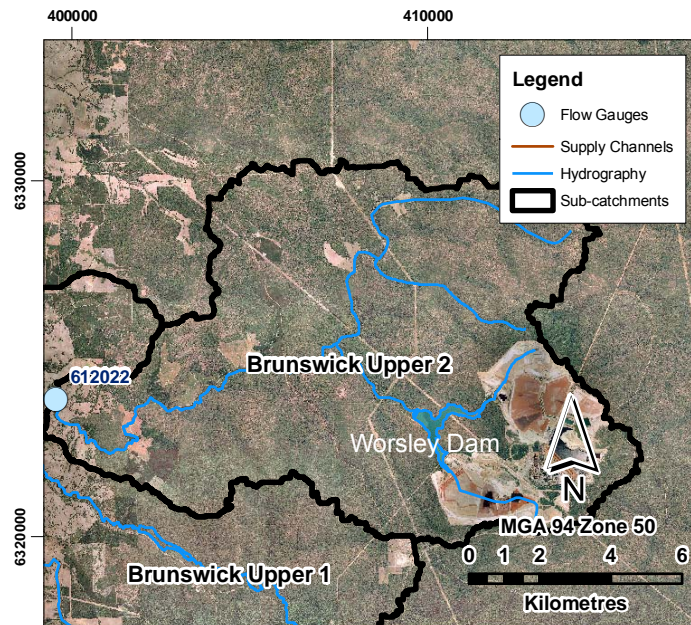 400000
410000
Legend
Flow Gauges
Supply Channels
Hydrography
Sub-catchments
6330000
Brunswick Upper 2
612022
Worsley Dam
N
MGA 94 Zone 50
6320000
0 1 2 4 6
Brunswick Upper 1
Kilometres